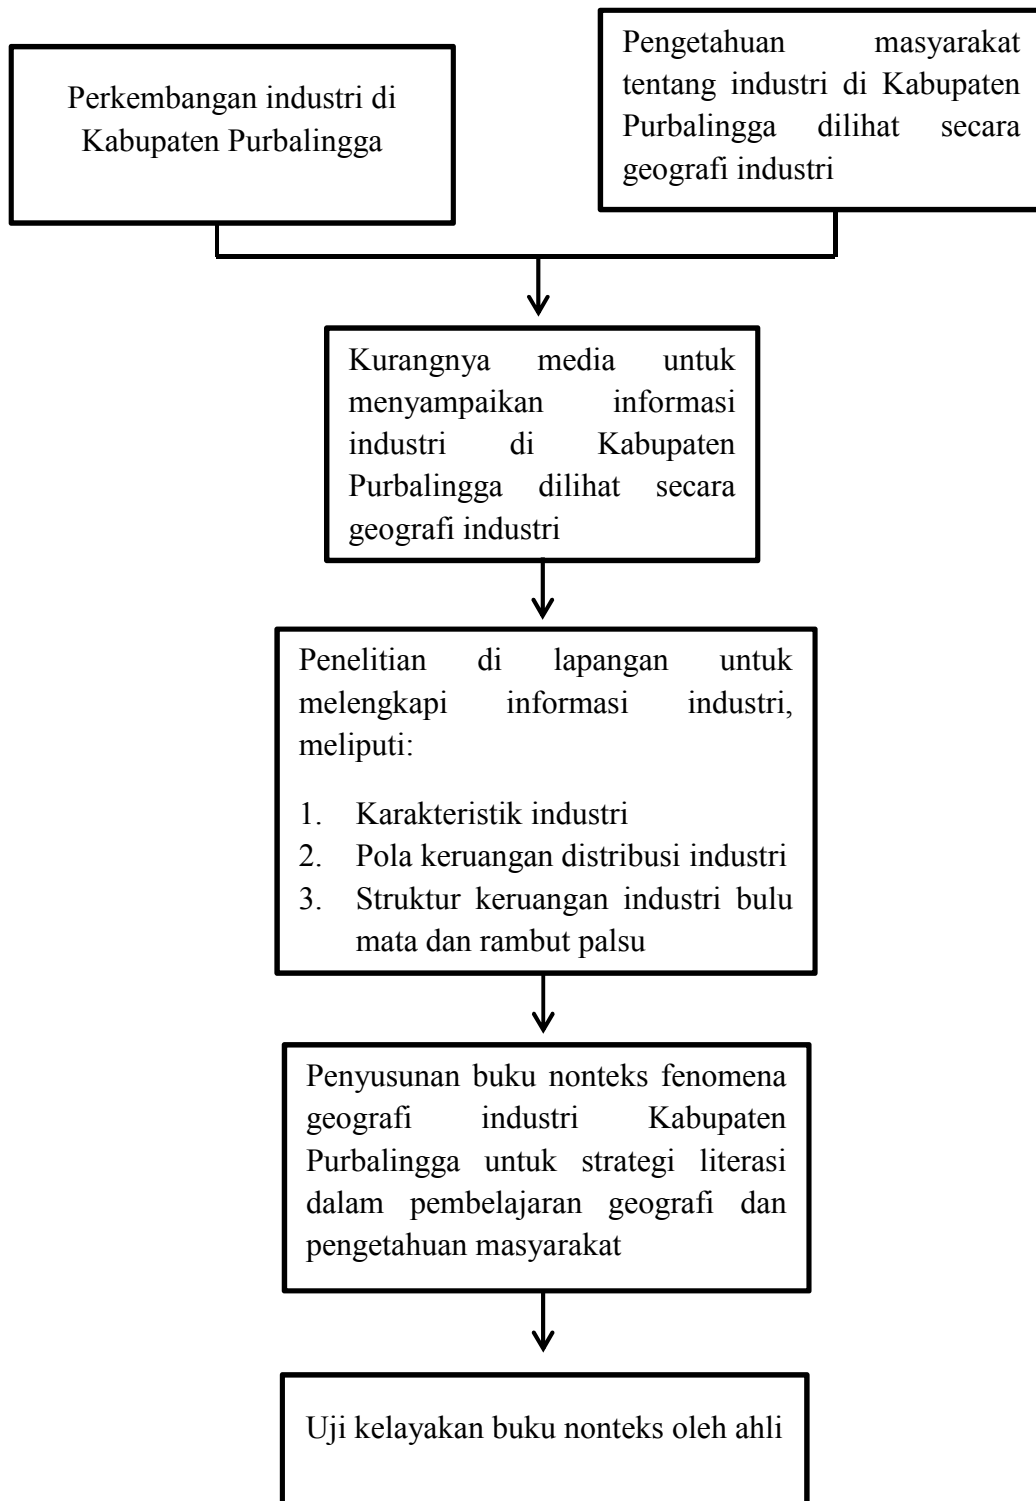 Perkembangan industri di
Kabupaten Purbalingga
Pengetahuan masyarakat
tentang industri di Kabupaten
Purbalingga dilihat secara
geografi industri
Kurangnya media untuk
menyampaikan informasi
industri di Kabupaten
Purbalingga dilihat secara
geografi industri
Penelitian di lapangan untuk
melengkapi informasi industri,
meliputi:
1. Karakteristik industri
2. Pola keruangan distribusi industri
3. Struktur keruangan industri bulu
mata dan rambut palsu
Penyusunan buku nonteks fenomena
geografi industri Kabupaten
Purbalingga untuk strategi literasi
dalam pembelajaran geografi dan
pengetahuan masyarakat
Uji kelayakan buku nonteks oleh ahli